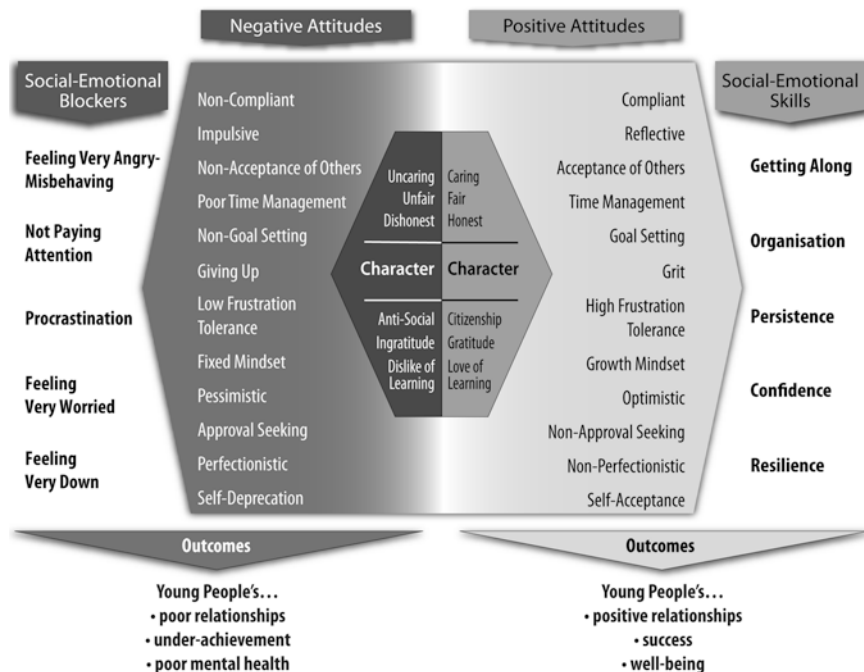 Negative Attitudes
Positive Attitudes
Social-Emotional
Blockers
Feeling Very Angry-
Misbehaving
Not Paying
Attention
Procrastination
Feeling
Very Worried
Feeling
Very Down
Non-Compliant
Impulsive
Non-Acceptance of Others
Poor Time Management
Non-Goal Setting
Giving Up
Low Frustration
Tolerance
Fixed Mindset
Pessimistic
Approval Seeking
Perfectionistic
Self-Deprecation
Uncaring
Unfair
Dishonest
Character
Anti-Social
Ingratitude
Dislike of
Learning
Caring
Fair
Honest
Character
Citizenship
Gratitude
Love of
Learning
Compliant
Reflective
Acceptance of Others
Time Management
Goal Setting
Grit
High Frustration
Tolerance
Growth Mindset
Optimistic
Non-Approval Seeking
Non-Perfectionistic
Self-Acceptance
Social-Emotional
Skills
Getting Along
Organisation
Persistence
Confidence
Resilience
Outcomes
Young People's...
• poor relationships
• under-achievement
• poor mental health
Outcomes
Young People's...
• positive relationships
• success
• well-being